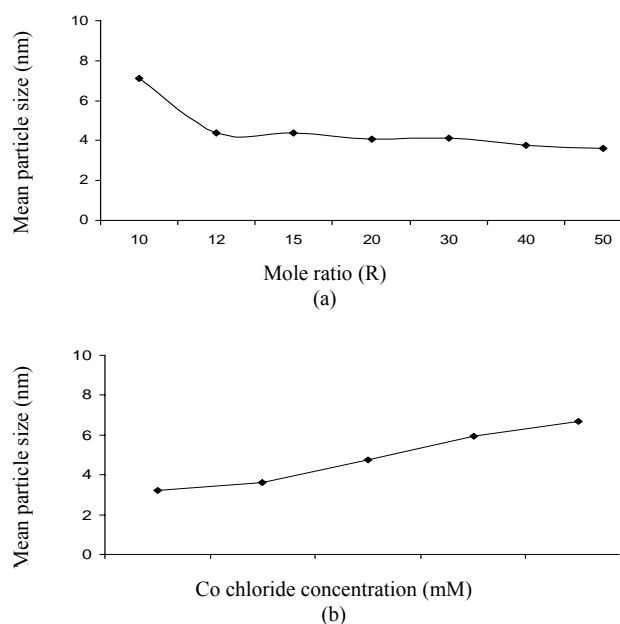 10
8
6
4
2
0
Mean particle size (nm)
10 12 15 20 30 40 50
Mole ratio (R)
(a)
10
8
6
4
2
0
Mean particle size (nm)
Co chloride concentration (mM)
(b)